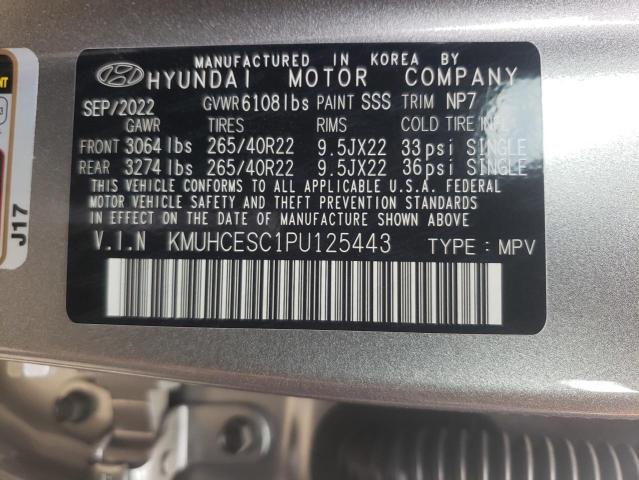 MANUFACTURED IN KOREA BY
HYUNDAI MOTOR COMPANY
SEP/2022 GVWR 6108lbs PAINT SSS TRIM NP7
GAWR TIRES RIMS COLD TIRE INFL
FRONT 3064 lbs 265/40R22 9.5JX22 33psi SINGLE
REAR 3274 lbs 265/40R22 9.5JX22 36psi SINGLE
THIS VEHICLE CONFORMS TO ALL APPLICABLE U.S.A. FEDERAL
MOTOR VEHICLE SAFETY AND THEFT PREVENTION STANDARDS
IN EFFECT ON THE DATE OF MANUFACTURE SHOWN ABOVE.
V.I.N KMUHCESC1PU125443 TYPE : MPV
J17